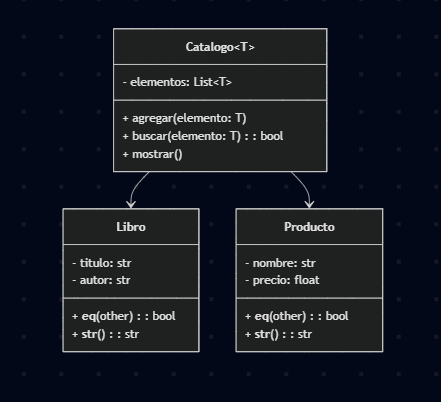 Catalogo<T>
- elementos: List<T>
+ agregar(elemento: T)
+ buscar(elemento: T) : : bool
+ mostrar()
Libro
- titulo: str
- autor: str
+ eq(other) : : bool
+ str() : : str
Producto
- nombre: str
- precio: float
+ eq(other) : : bool
+ str() : : str